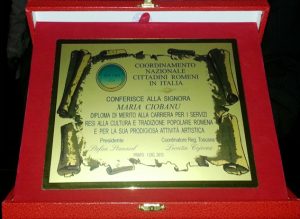 COORDINAMENTO
NAZIONALE
CITTADINI ROMENI
IN ITALIA
CONFERISCE ALLA SIGNORA
MARIA CIOBANU
DIPLOMA DI MERITO ALLA CARRIERA PER I SERVIZI
RESI ALLA CULTURA E TRADIZIONE POPOLARE ROMENA
E PER LA SUA PRODIGIOSA ATTIVITÀ ARTISTICA
Presidente
Coordinatore Reg. Toscana